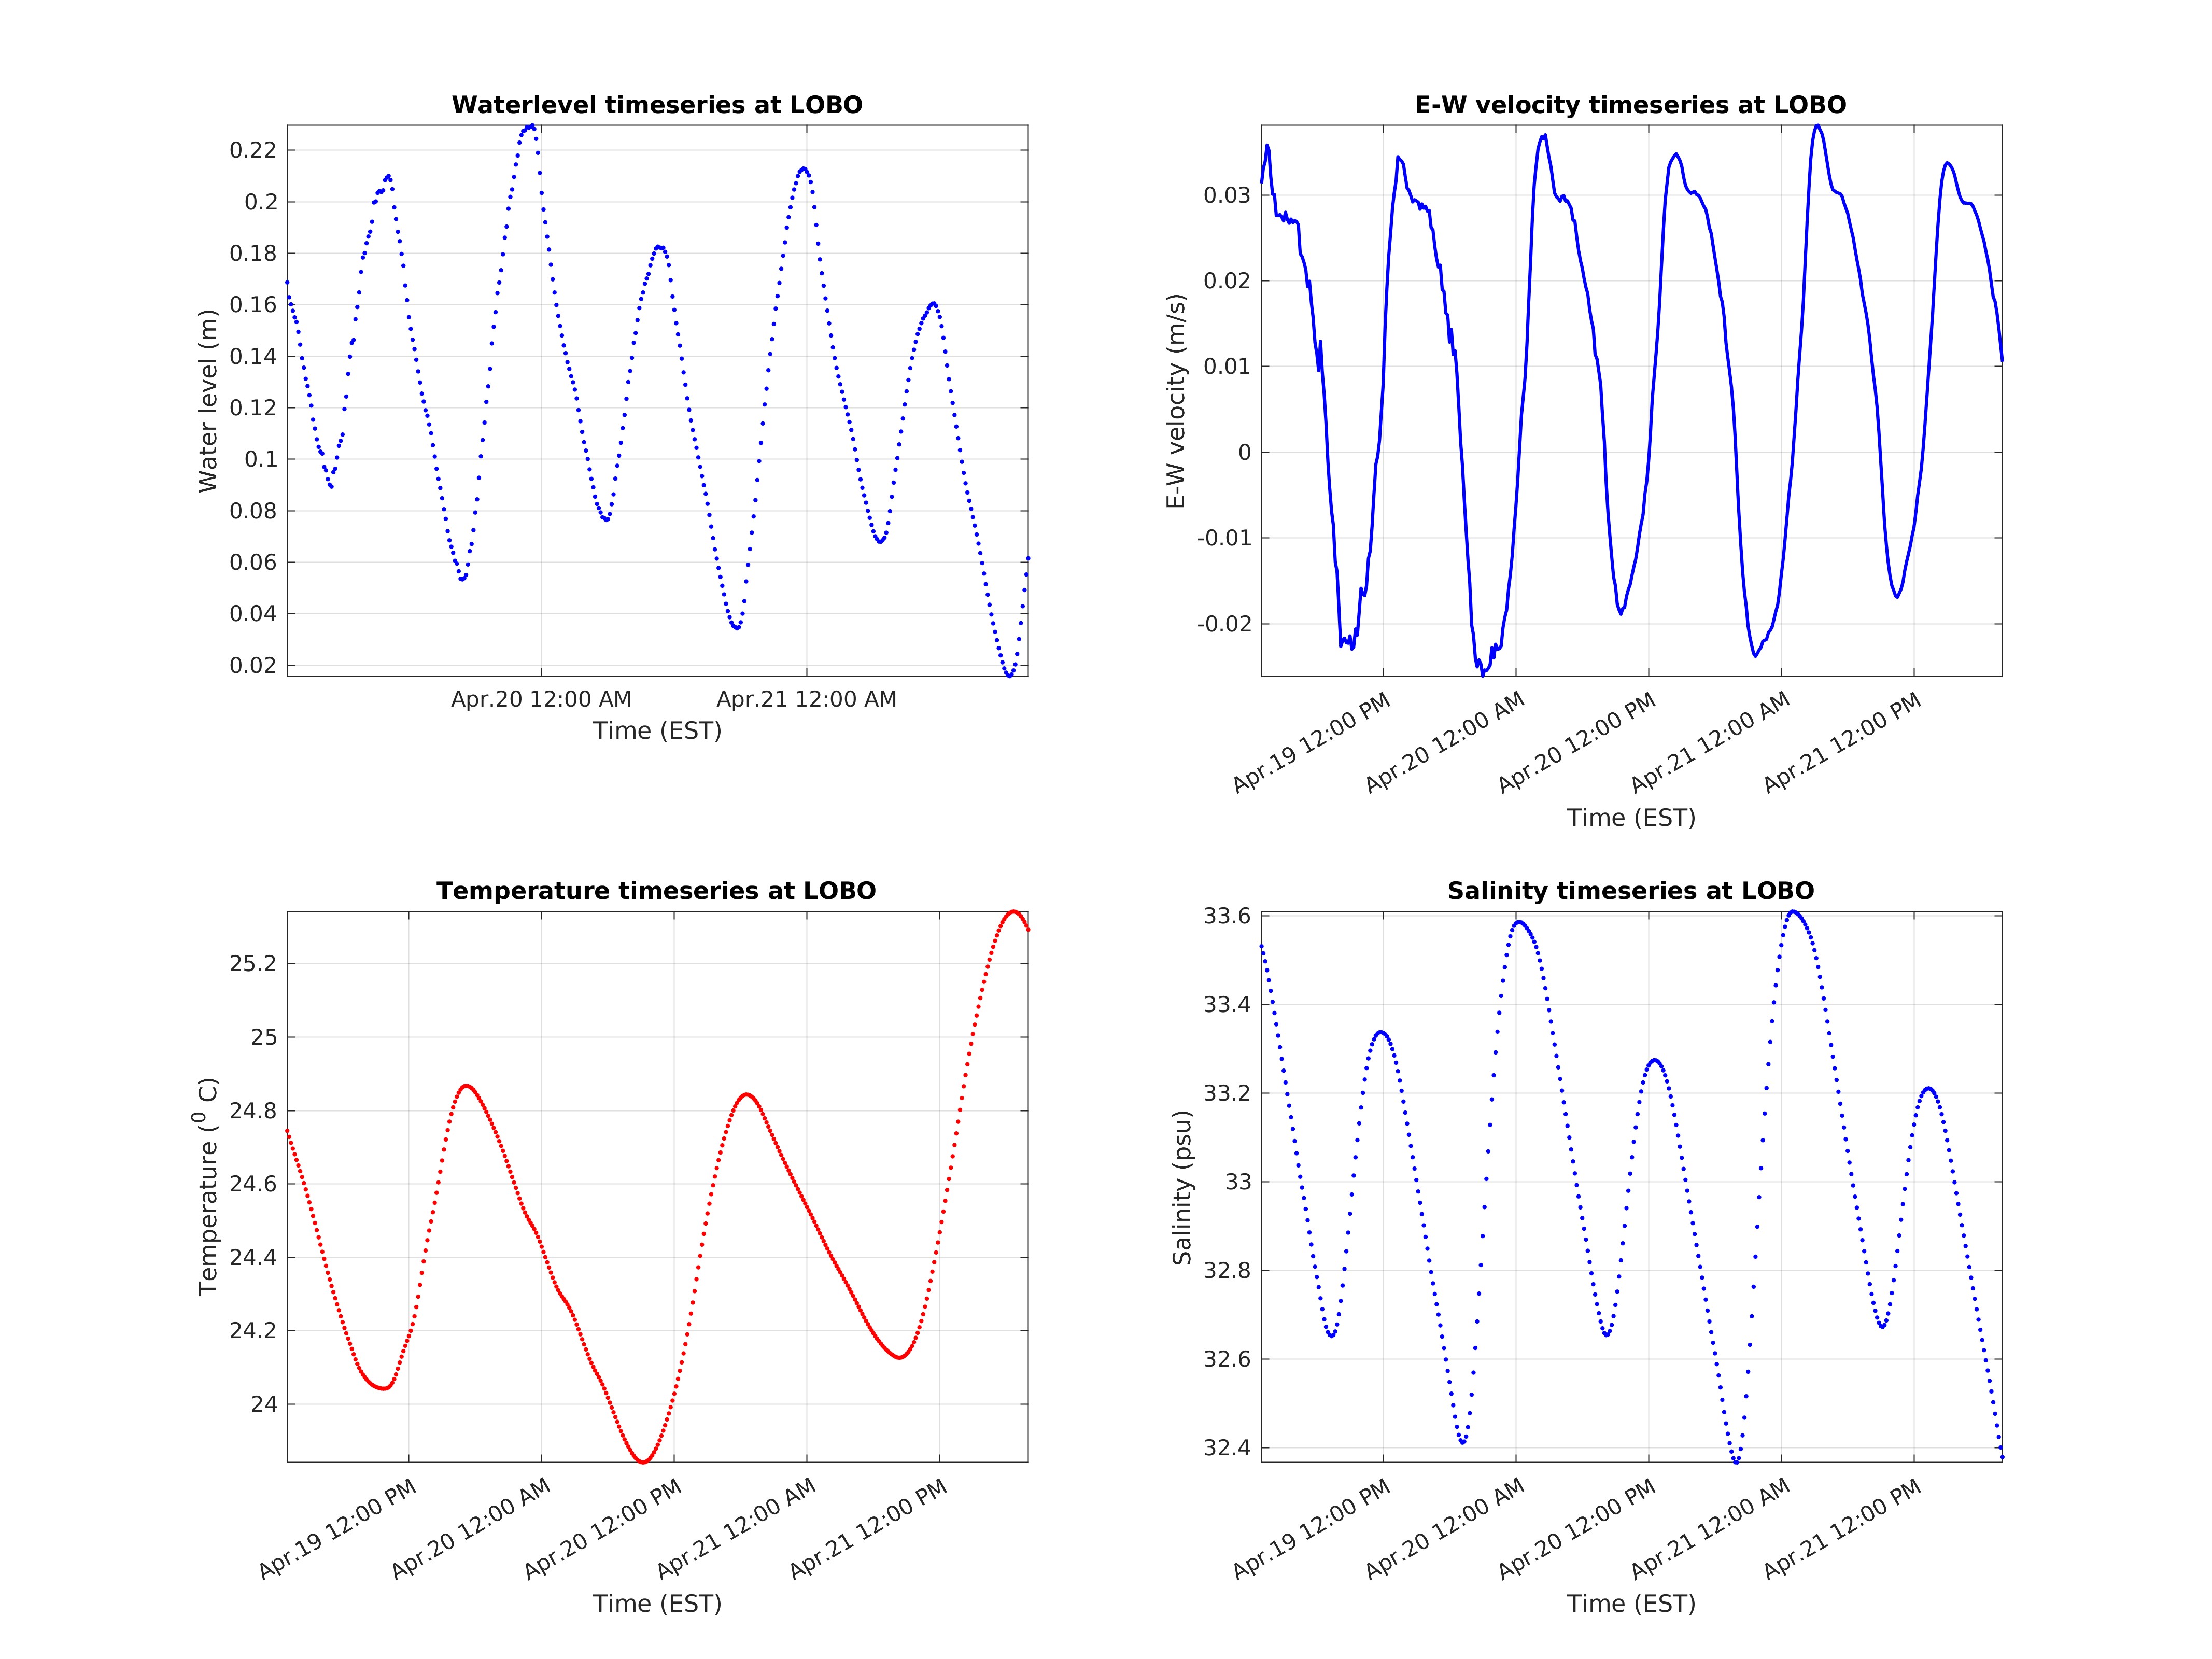 Waterlevel timeseries at LOBO
0.22
0.2
0.18
0.16
0.14
0.12
0.1
0.08
0.06
0.04
0.02
Water level (m)
Apr.20 12:00 AM
Apr.21 12:00 AM
Time (EST)
E-W velocity timeseries at LOBO
0.03
0.02
0.01
0
-0.01
-0.02
E-W velocity (m/s)
Apr.19 12:00 PM
Apr.20 12:00 AM
Apr.20 12:00 PM
Apr.21 12:00 AM
Apr.21 12:00 PM
Time (EST)
Temperature timeseries at LOBO
25.2
25
24.8
24.6
24.4
24.2
24
Temperature (⁰ C)
Apr.19 12:00 PM
Apr.20 12:00 AM
Apr.20 12:00 PM
Apr.21 12:00 AM
Apr.21 12:00 PM
Time (EST)
Salinity timeseries at LOBO
33.6
33.4
33.2
33
32.8
32.6
32.4
Salinity (psu)
Apr.19 12:00 PM
Apr.20 12:00 AM
Apr.20 12:00 PM
Apr.21 12:00 AM
Apr.21 12:00 PM
Time (EST)